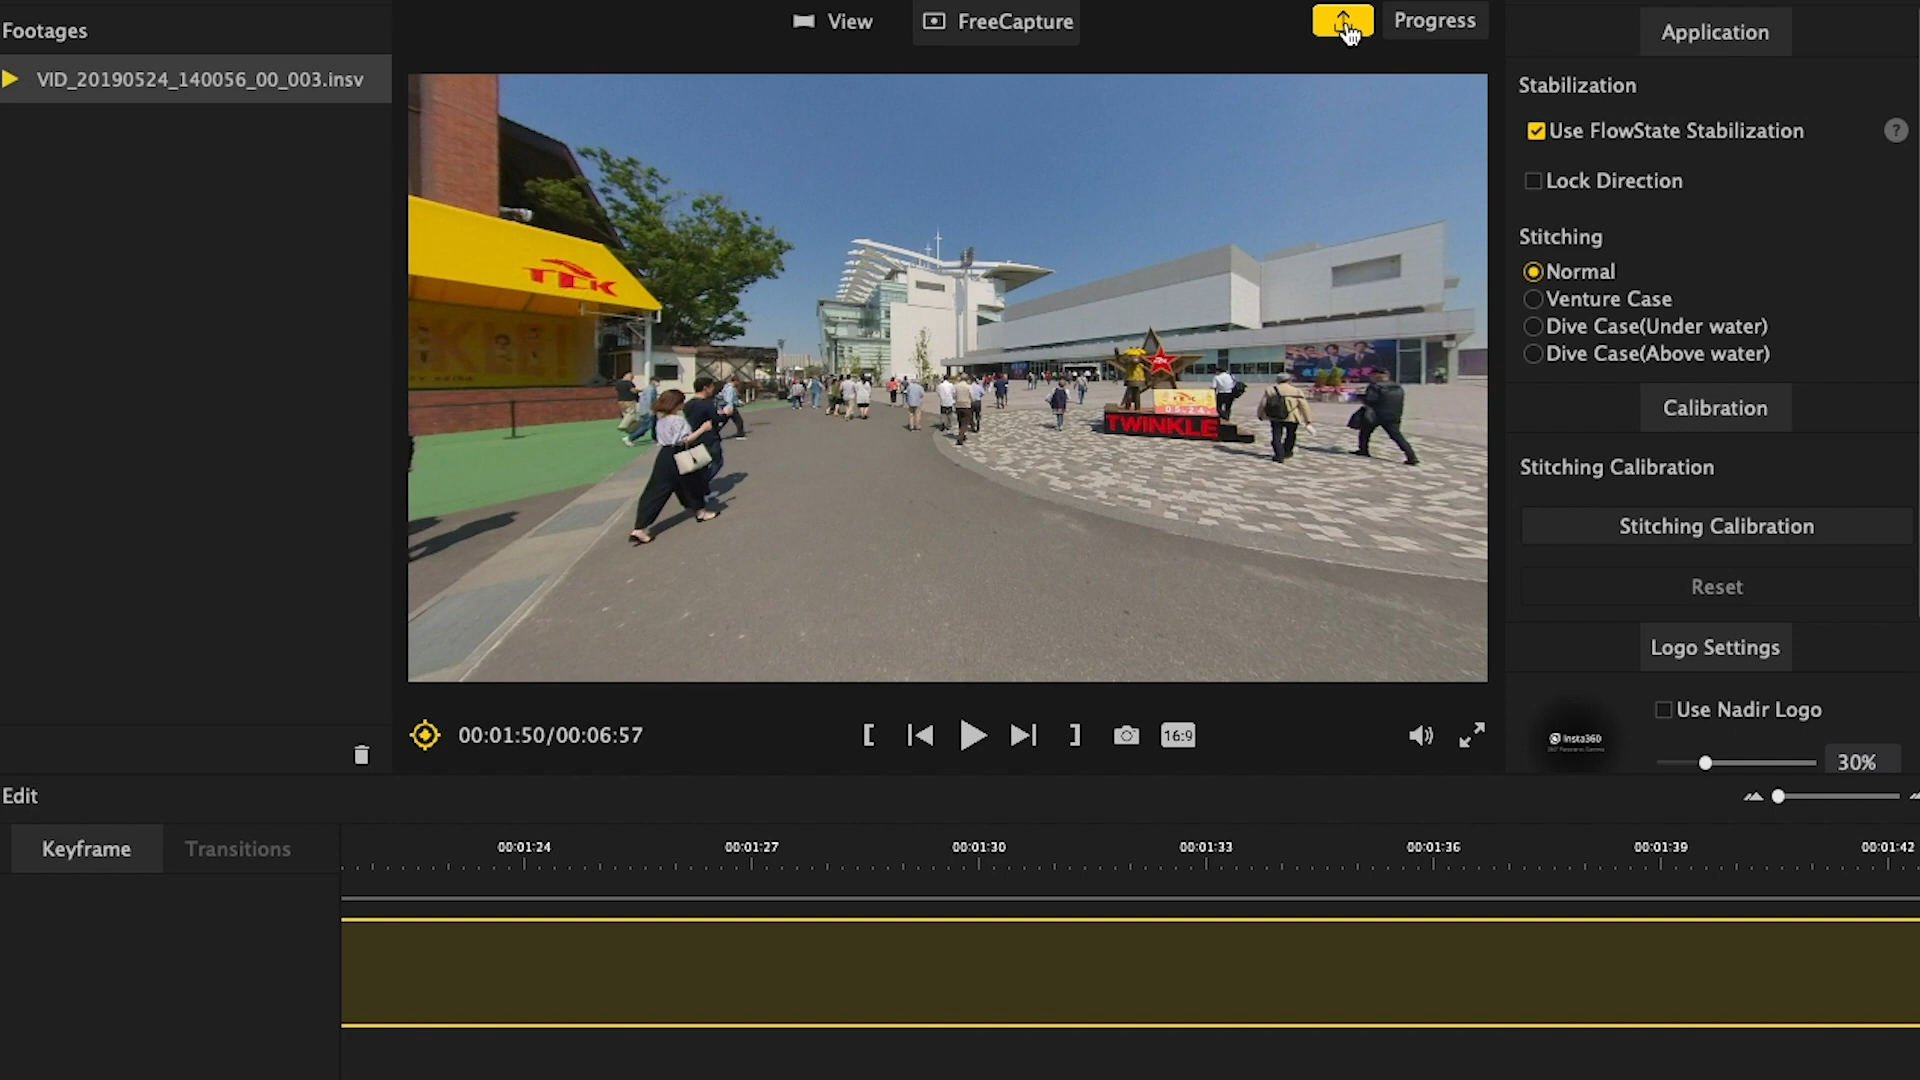 Footages
View
FreeCapture
Progress
Application
VID_20190524_140056_00_003.insv
Stabilization
Use FlowState Stabilization
?
Lock Direction
Stitching
Normal
Venture Case
Dive Case(Under water)
Dive Case(Above water)
Calibration
Stitching Calibration
Stitching Calibration
Reset
Logo Settings
Use Nadir Logo
Insta360
30%
TCK
TWINKLE
00:01:50/00:06:57
16:9
Edit
Keyframe
Transitions
00:01:24
00:01:27
00:01:30
00:01:33
00:01:36
00:01:39
00:01:42